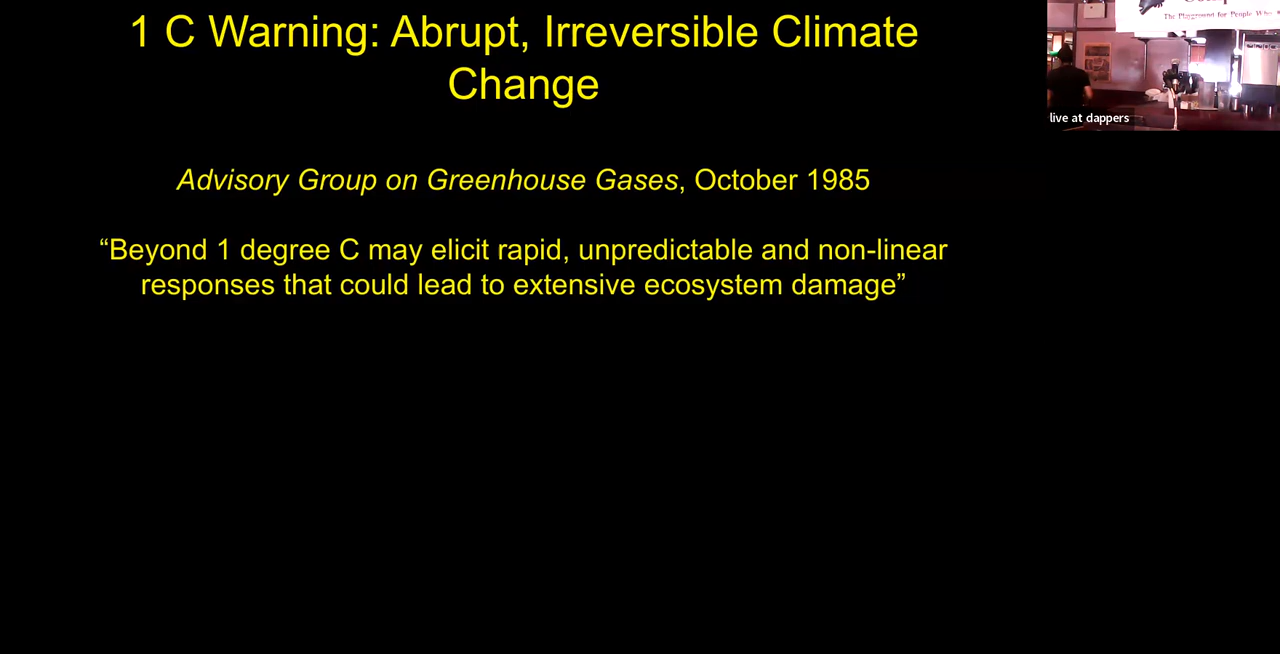 1 C Warning: Abrupt, Irreversible Climate
Change
Advisory Group on Greenhouse Gases, October 1985
“Beyond 1 degree C may elicit rapid, unpredictable and non-linear
responses that could lead to extensive ecosystem damage”
The Playground for People Who
live at dappers